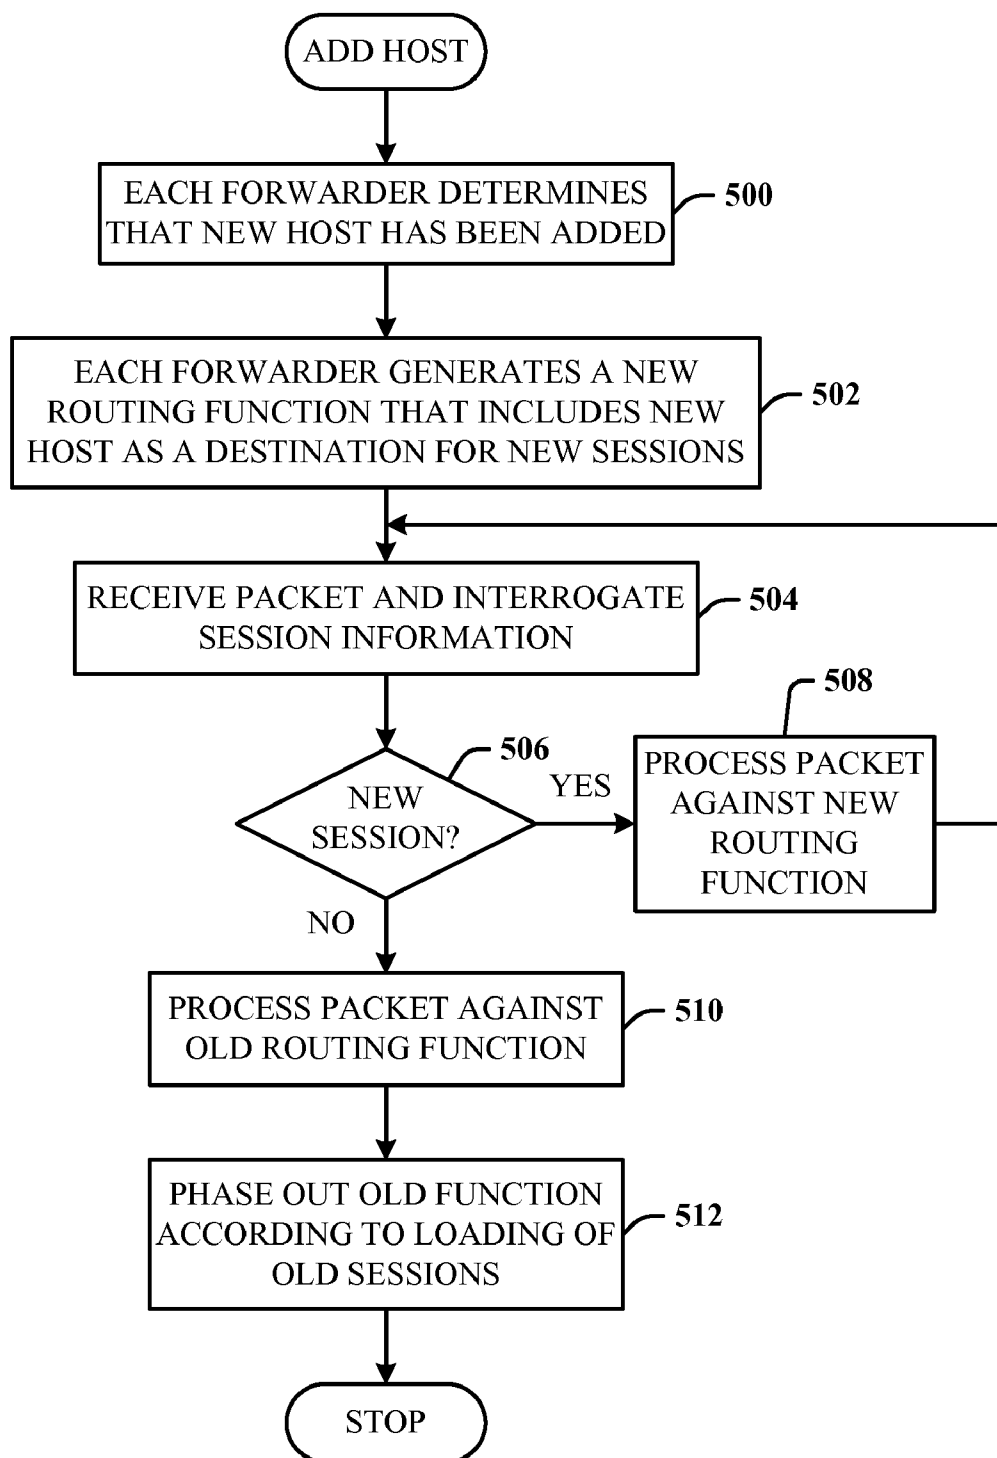 ADD HOST
EACH FORWARDER DETERMINES
THAT NEW HOST HAS BEEN ADDED
500
EACH FORWARDER GENERATES A NEW
ROUTING FUNCTION THAT INCLUDES NEW
HOST AS A DESTINATION FOR NEW SESSIONS
502
RECEIVE PACKET AND INTERROGATE
SESSION INFORMATION
504
NEW
SESSION?
506
YES
PROCESS PACKET
AGAINST NEW
ROUTING
FUNCTION
508
NO
PROCESS PACKET AGAINST
OLD ROUTING FUNCTION
510
PHASE OUT OLD FUNCTION
ACCORDING TO LOADING OF
OLD SESSIONS
512
STOP